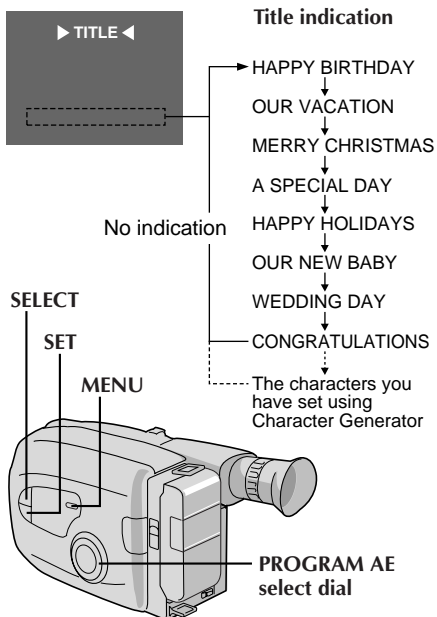 Title indication
▶ TITLE ◀
HAPPY BIRTHDAY
OUR VACATION
MERRY CHRISTMAS
A SPECIAL DAY
HAPPY HOLIDAYS
No indication
OUR NEW BABY
WEDDING DAY
CONGRATULATIONS
The characters you
have set using
Character Generator
SELECT
SET
MENU
PROGRAM AE
select dial